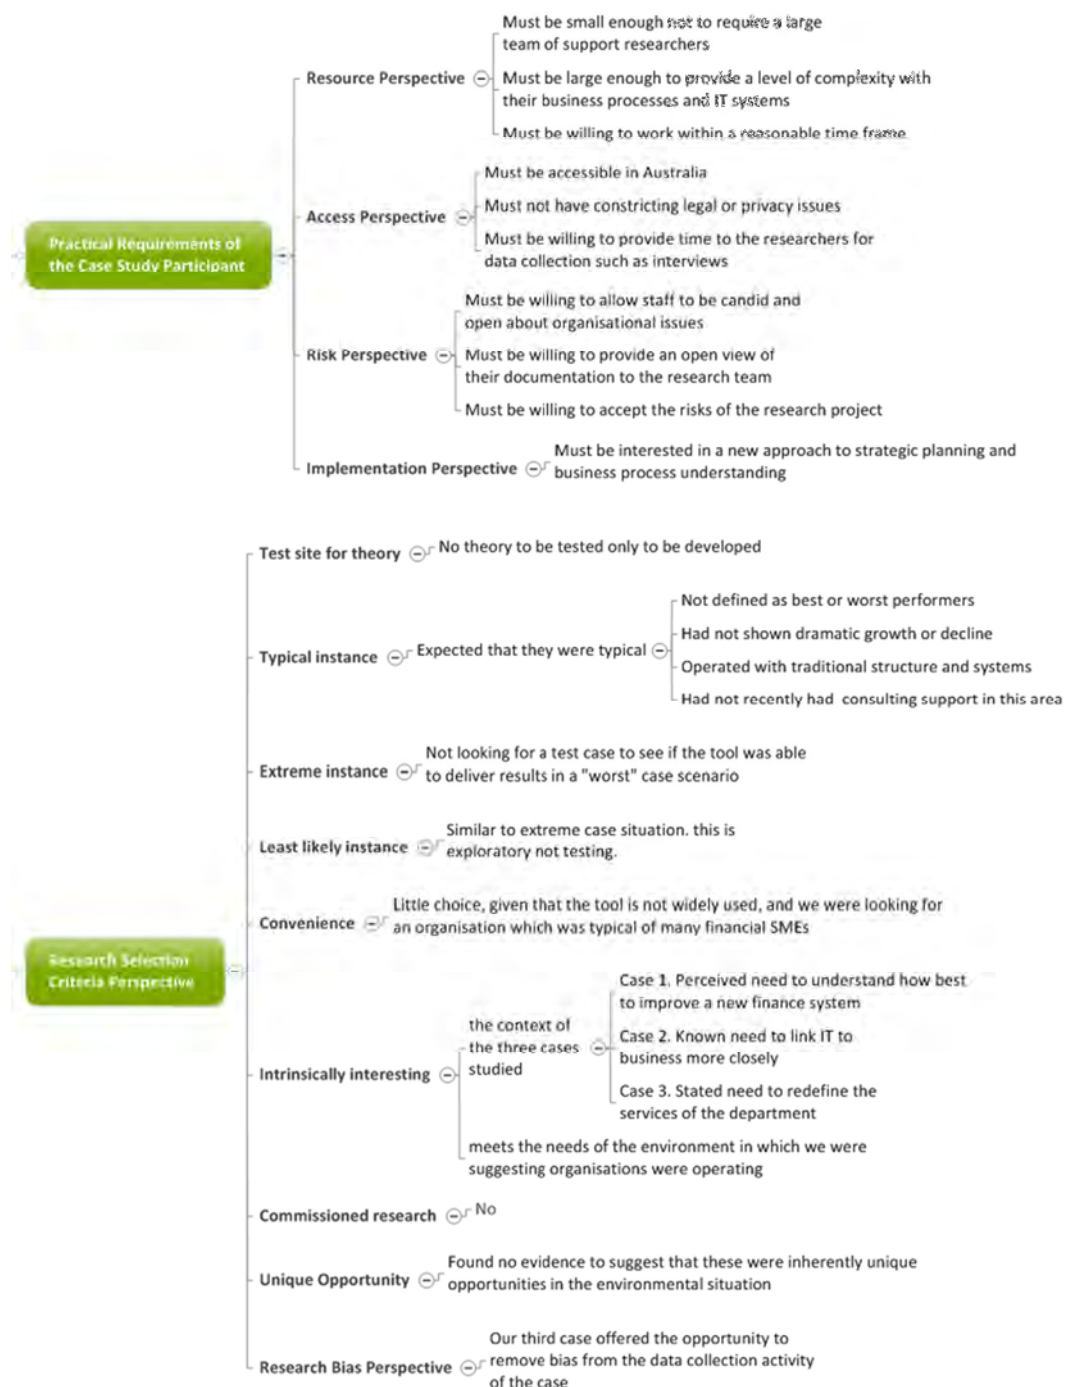 Practical Requirements of
the Case Study Participant
Resource Perspective
Must be small enough not to require a large
team of support researchers
Must be large enough to provide a level of complexity with
their business processes and IT systems
Must be willing to work within a reasonable time frame
Access Perspective
Must be accessible in Australia
Must not have constricting legal or privacy issues
Must be willing to provide time to the researchers for
data collection such as interviews
Risk Perspective
Must be willing to allow staff to be candid and
open about organisational issues
Must be willing to provide an open view of
their documentation to the research team
Must be willing to accept the risks of the research project
Implementation Perspective
Must be interested in a new approach to strategic planning and
business process understanding
Research Selection
Criteria Perspective
Test site for theory
No theory to be tested only to be developed
Typical instance
Expected that they were typical
Not defined as best or worst performers
Had not shown dramatic growth or decline
Operated with traditional structure and systems
Had not recently had consulting support in this area
Extreme instance
Not looking for a test case to see if the tool was able
to deliver results in a "worst" case scenario
Least likely instance
Similar to extreme case situation. this is
exploratory not testing.
Convenience
Little choice, given that the tool is not widely used, and we were looking for
an organisation which was typical of many financial SMEs
Intrinsically interesting
the context of
the three cases
studied
Case 1. Perceived need to understand how best
to improve a new finance system
Case 2. Known need to link IT to
business more closely
Case 3. Stated need to redefine the
services of the department
meets the needs of the environment in which we were
suggesting organisations were operating
Commissioned research
No
Unique Opportunity
Found no evidence to suggest that these were inherently unique
opportunities in the environmental situation
Research Bias Perspective
Our third case offered the opportunity to
remove bias from the data collection activity
of the case